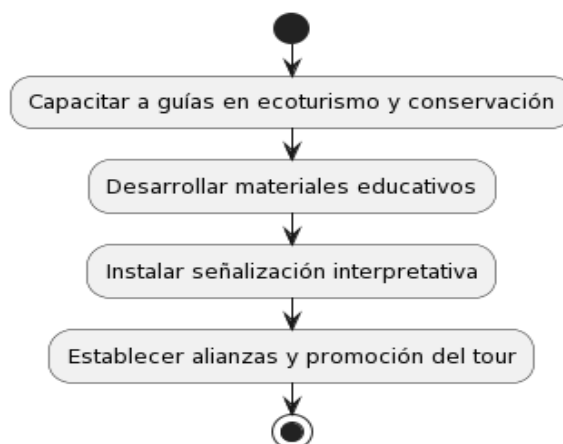 Capacitar a guías en ecoturismo y conservación
Desarrollar materiales educativos
Instalar señalización interpretativa
Establecer alianzas y promoción del tour